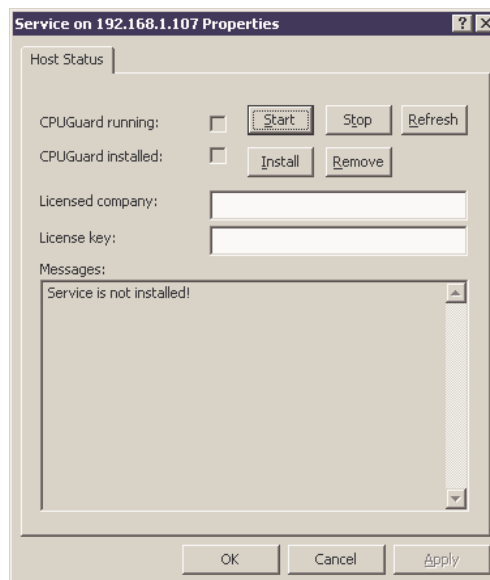 Service on 192.168.1.107 Properties
Host Status
CPUGuard running: Start Stop Refresh
CPUGuard installed: Install Remove
Licensed company:
License key:
Messages:
Service is not installed!
OK Cancel Apply